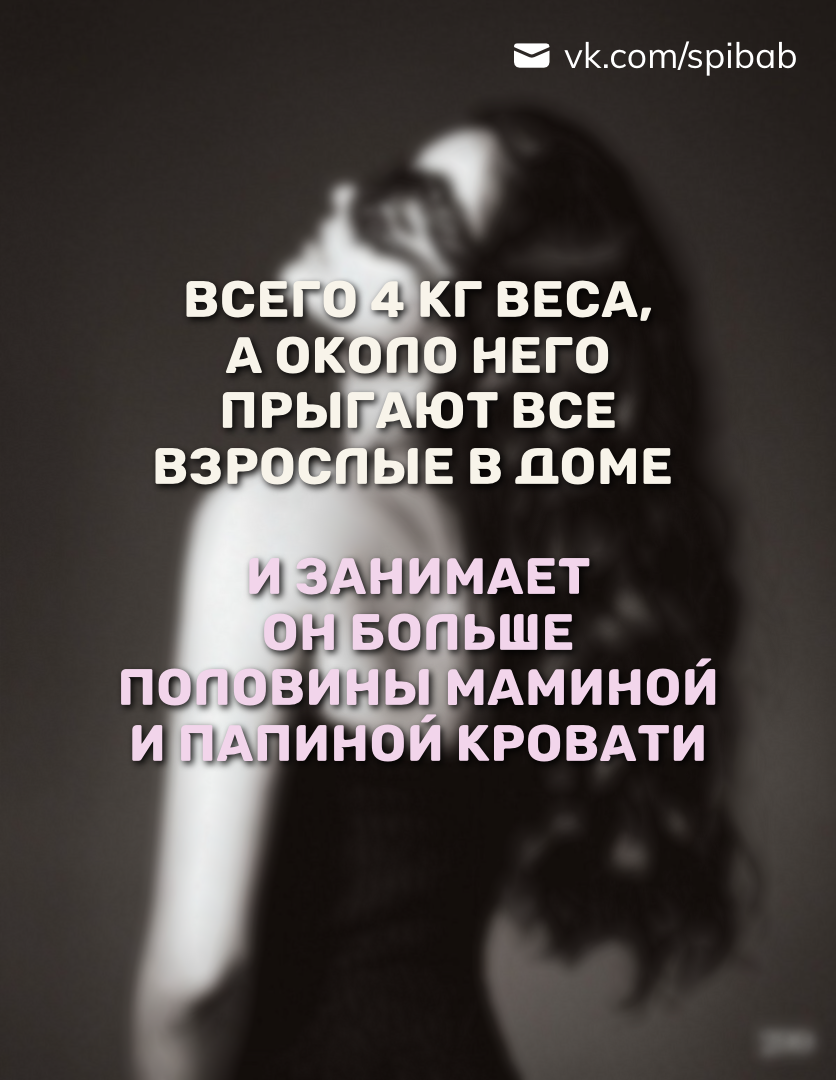 vk.com/spibab
ВСЕГО 4 КГ ВЕСА,
А ОКОЛО НЕГО
ПРЫГАЮТ ВСЕ
ВЗРОСЛЫЕ В ДОМЕ
И ЗАНИМАЕТ
ОН БОЛЬШЕ
ПОЛОВИНЫ МАМИНОЙ
И ПАПИНОЙ КРОВАТИ